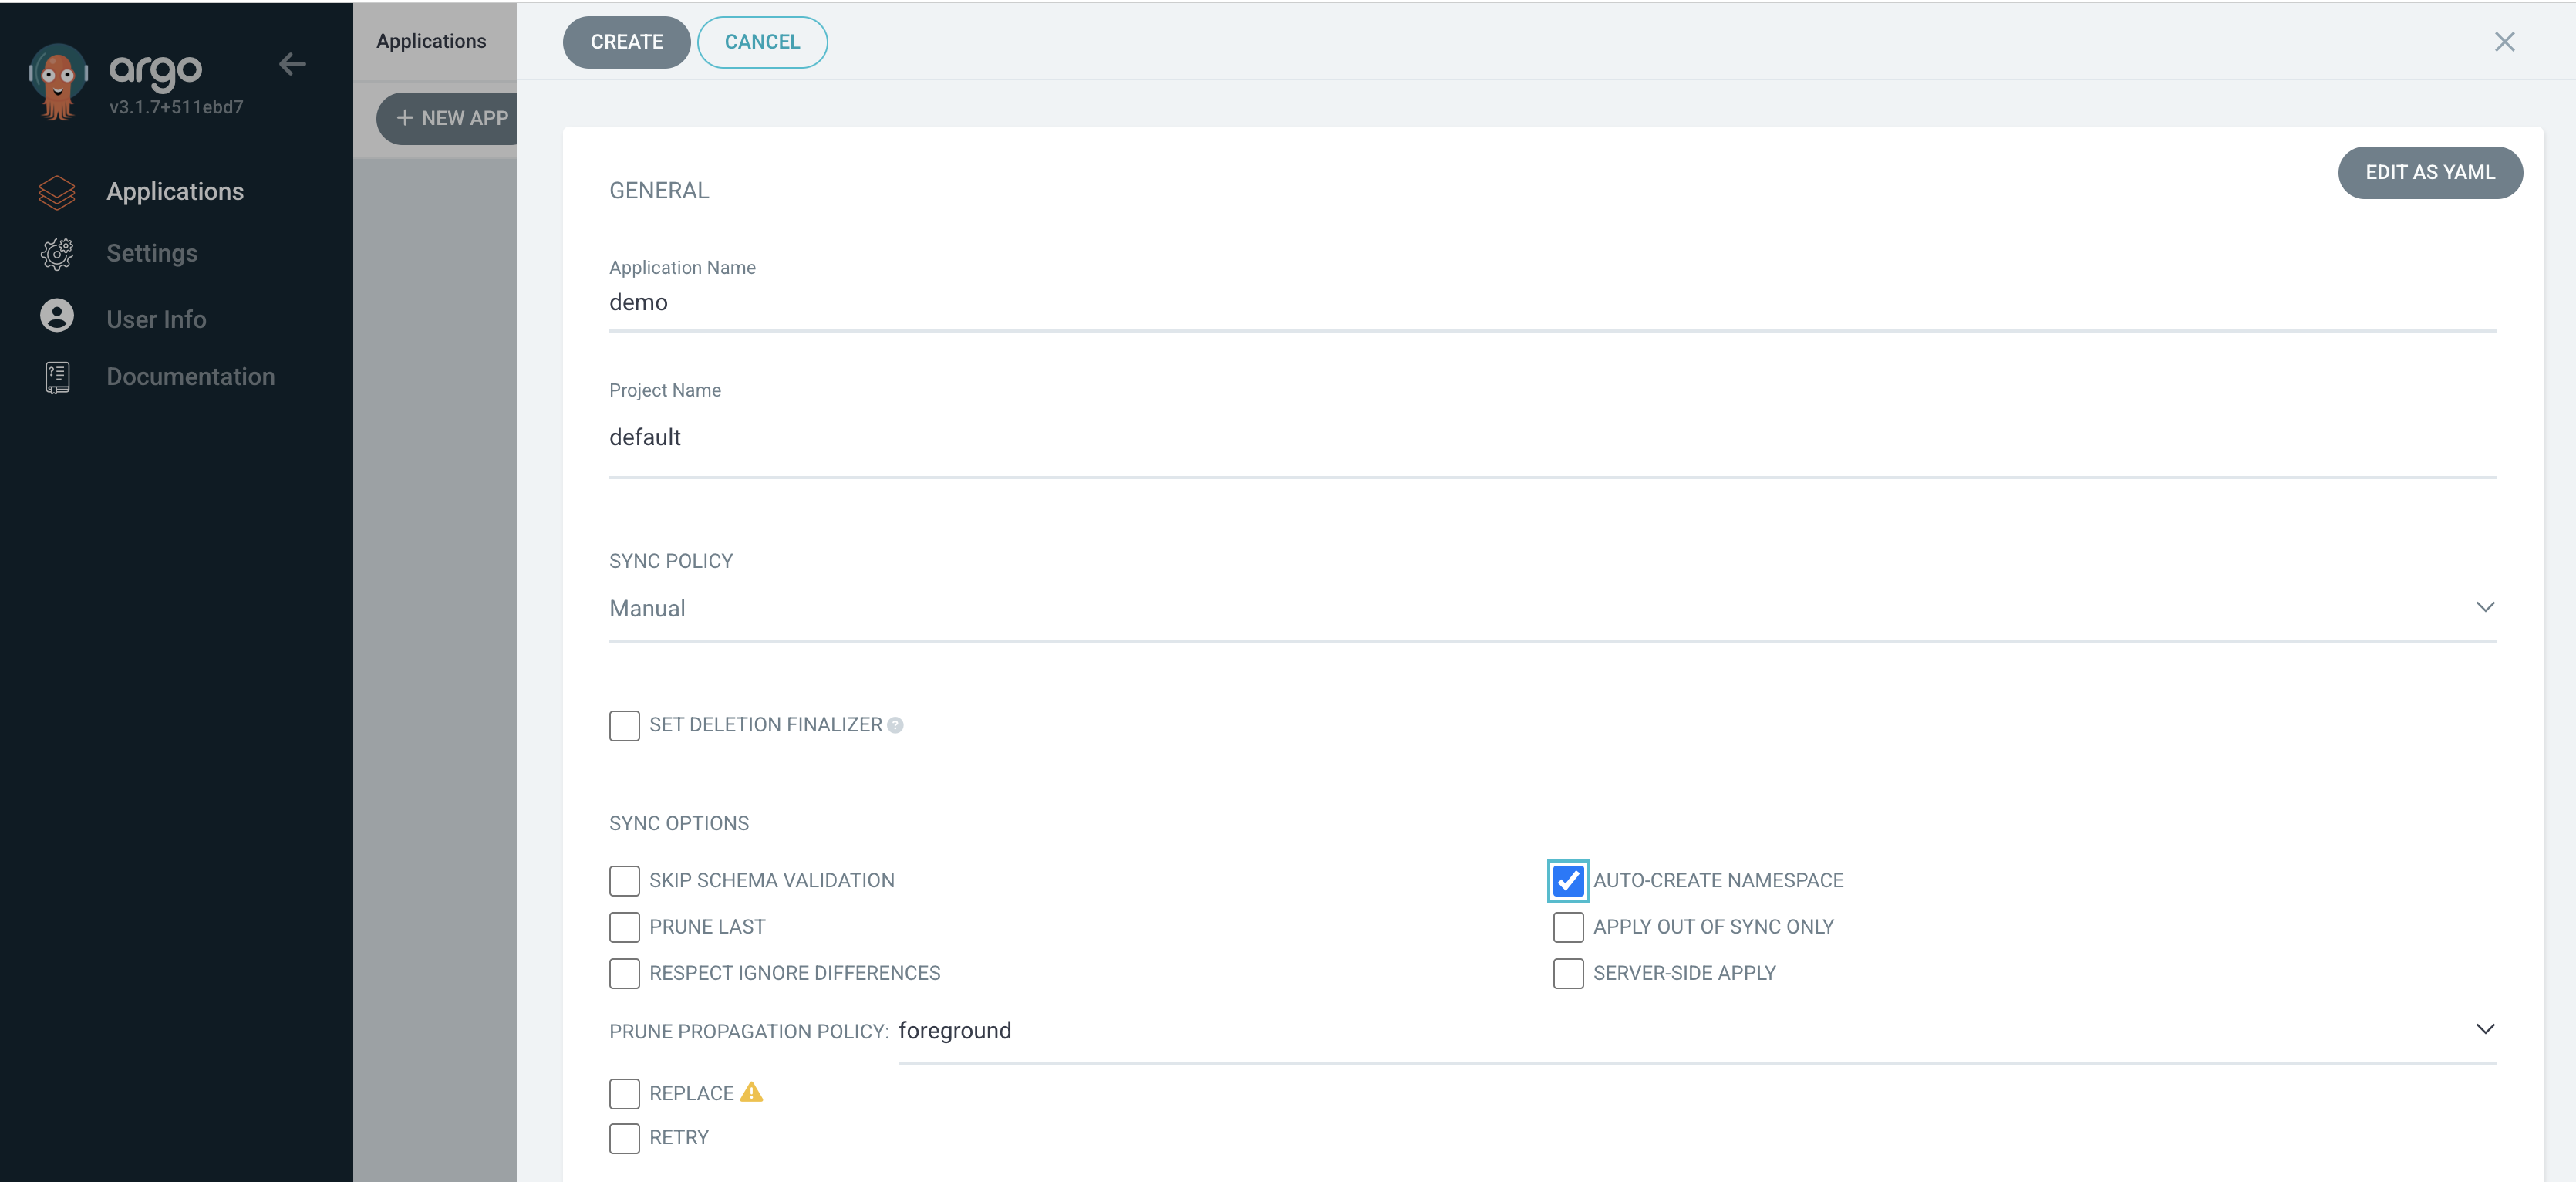 argo
v3.1.7+511ebd7
Applications
Settings
User Info
Documentation
Applications
+ NEW APP
CREATE
CANCEL
GENERAL
EDIT AS YAML
Application Name
demo
Project Name
default
SYNC POLICY
Manual
SET DELETION FINALIZER ?
SYNC OPTIONS
SKIP SCHEMA VALIDATION
AUTO-CREATE NAMESPACE
PRUNE LAST
APPLY OUT OF SYNC ONLY
RESPECT IGNORE DIFFERENCES
SERVER-SIDE APPLY
PRUNE PROPAGATION POLICY: foreground
REPLACE
RETRY